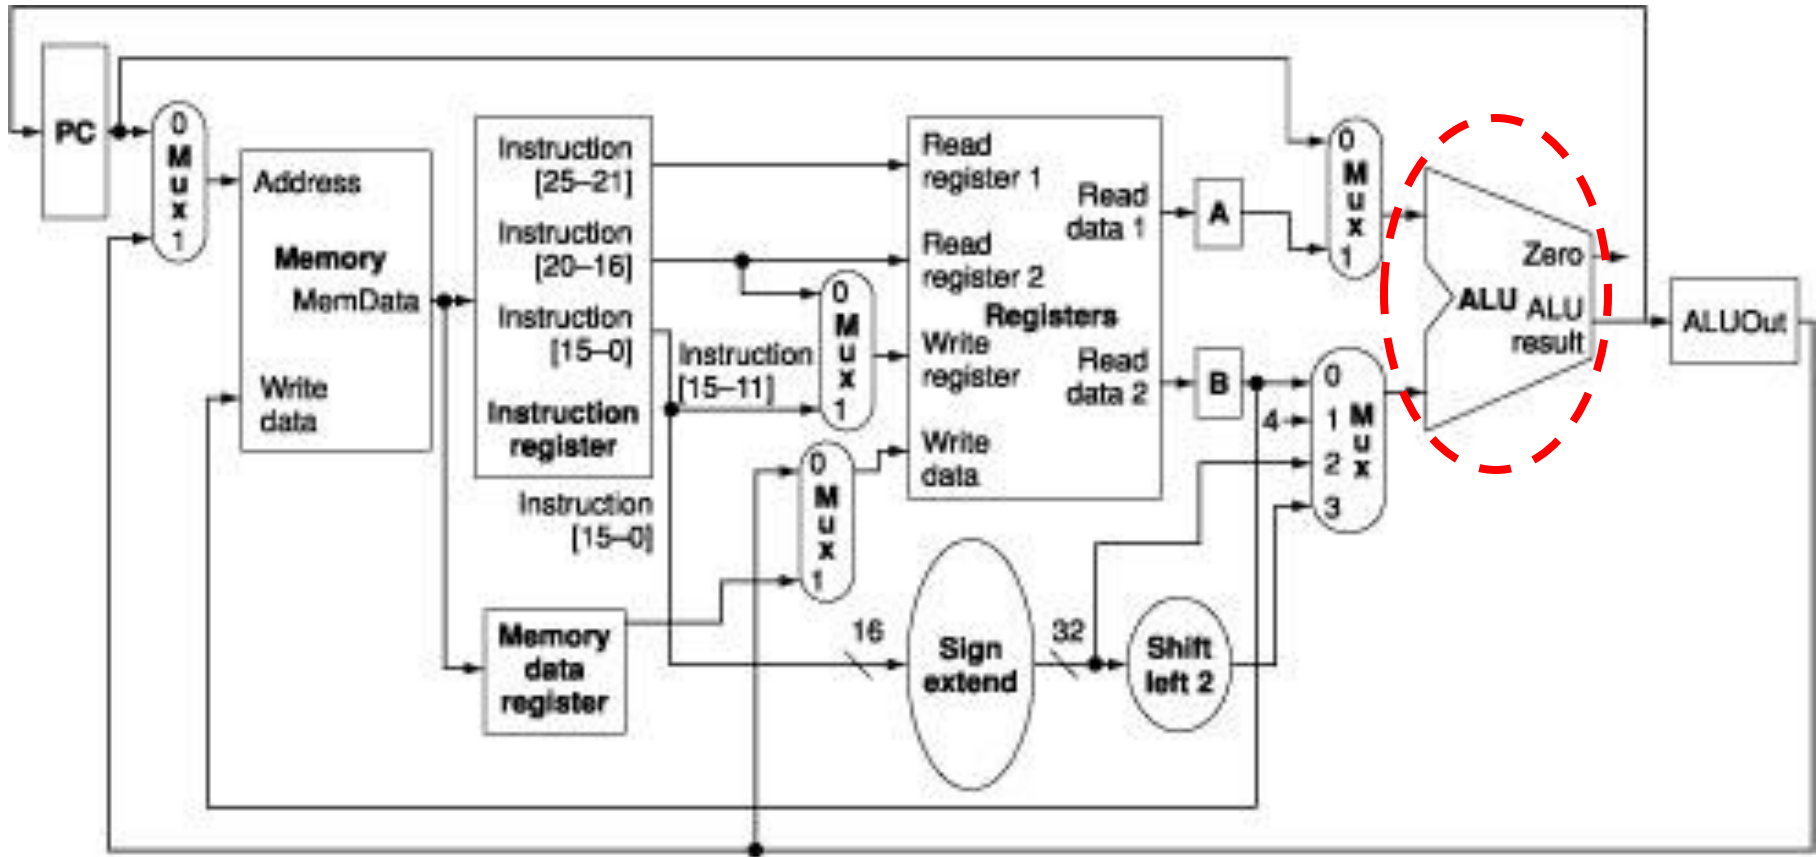 PC
0
M
u
x
1
Address
Memory
MemData
Write
data
Instruction
[25–21]
Instruction
[20–16]
Instruction
[15–0]
Instruction
register
Instruction
[15–0]
Memory
data
register
Instruction
[15–11]
0
M
u
x
1
0
M
u
x
1
16
Sign
extend
32
Shift
left 2
Read
register 1
Read
register 2
Registers
Write
register
Write
data
Read
data 1
Read
data 2
A
B
4
0
M
u
x
1
0
1
2
3
M
u
x
Zero
ALU
ALU
result
ALUOut